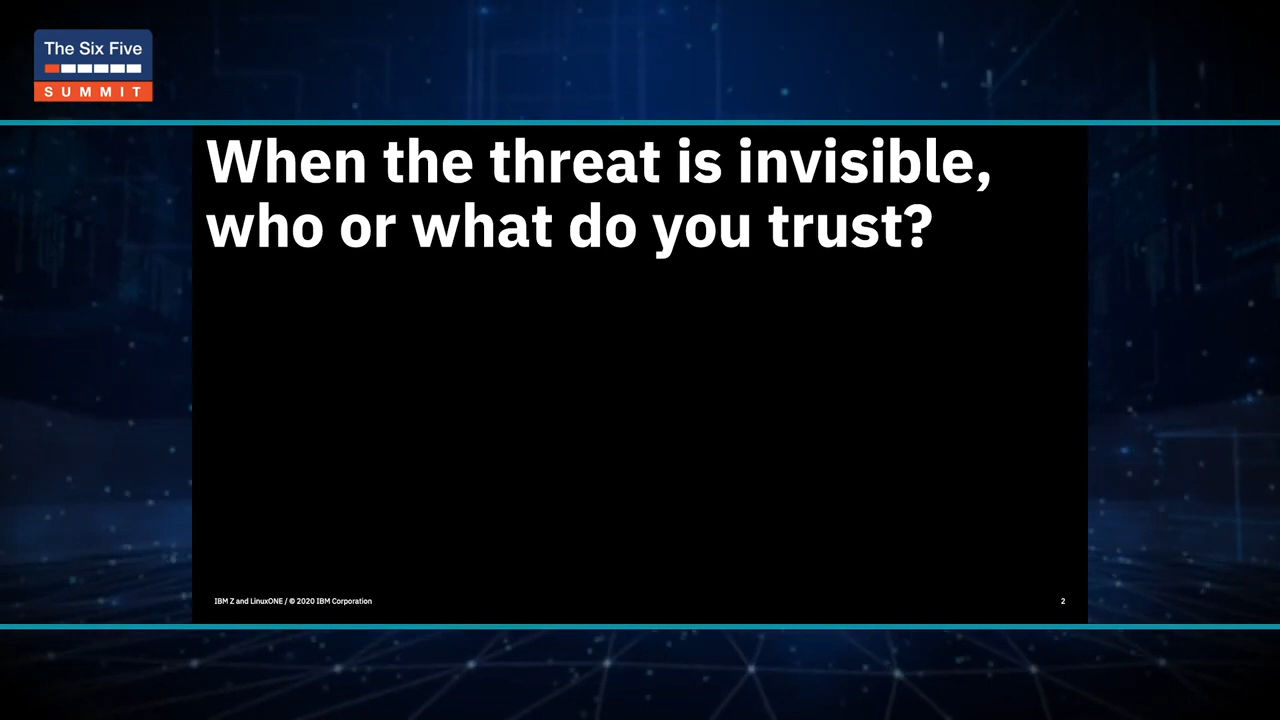 The Six Five
SUMMIT
When the threat is invisible,
who or what do you trust?
IBM Z and LinuxONE / © 2020 IBM Corporation
2